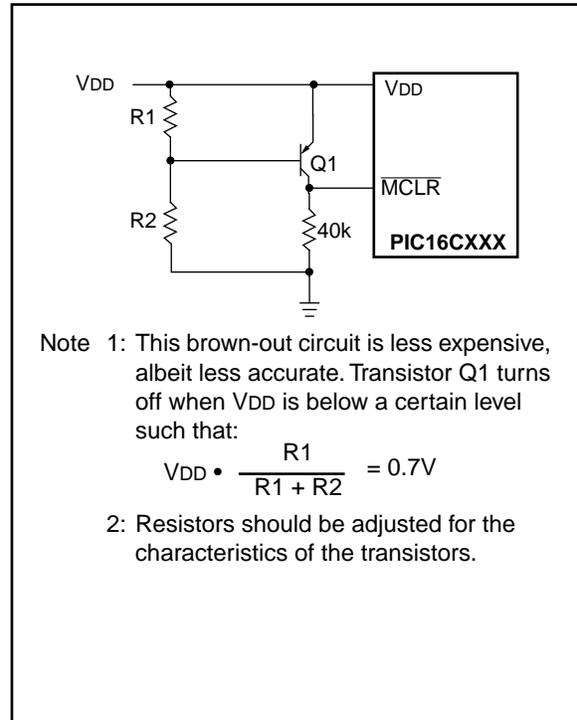 VDD
VDD
R1
Q1
MCLR
R2
40k
PIC16CXXX
Note 1: This brown-out circuit is less expensive,
albeit less accurate. Transistor Q1 turns
off when VDD is below a certain level
such that:
VDD • R1 / R1 + R2 = 0.7V
2: Resistors should be adjusted for the
characteristics of the transistors.